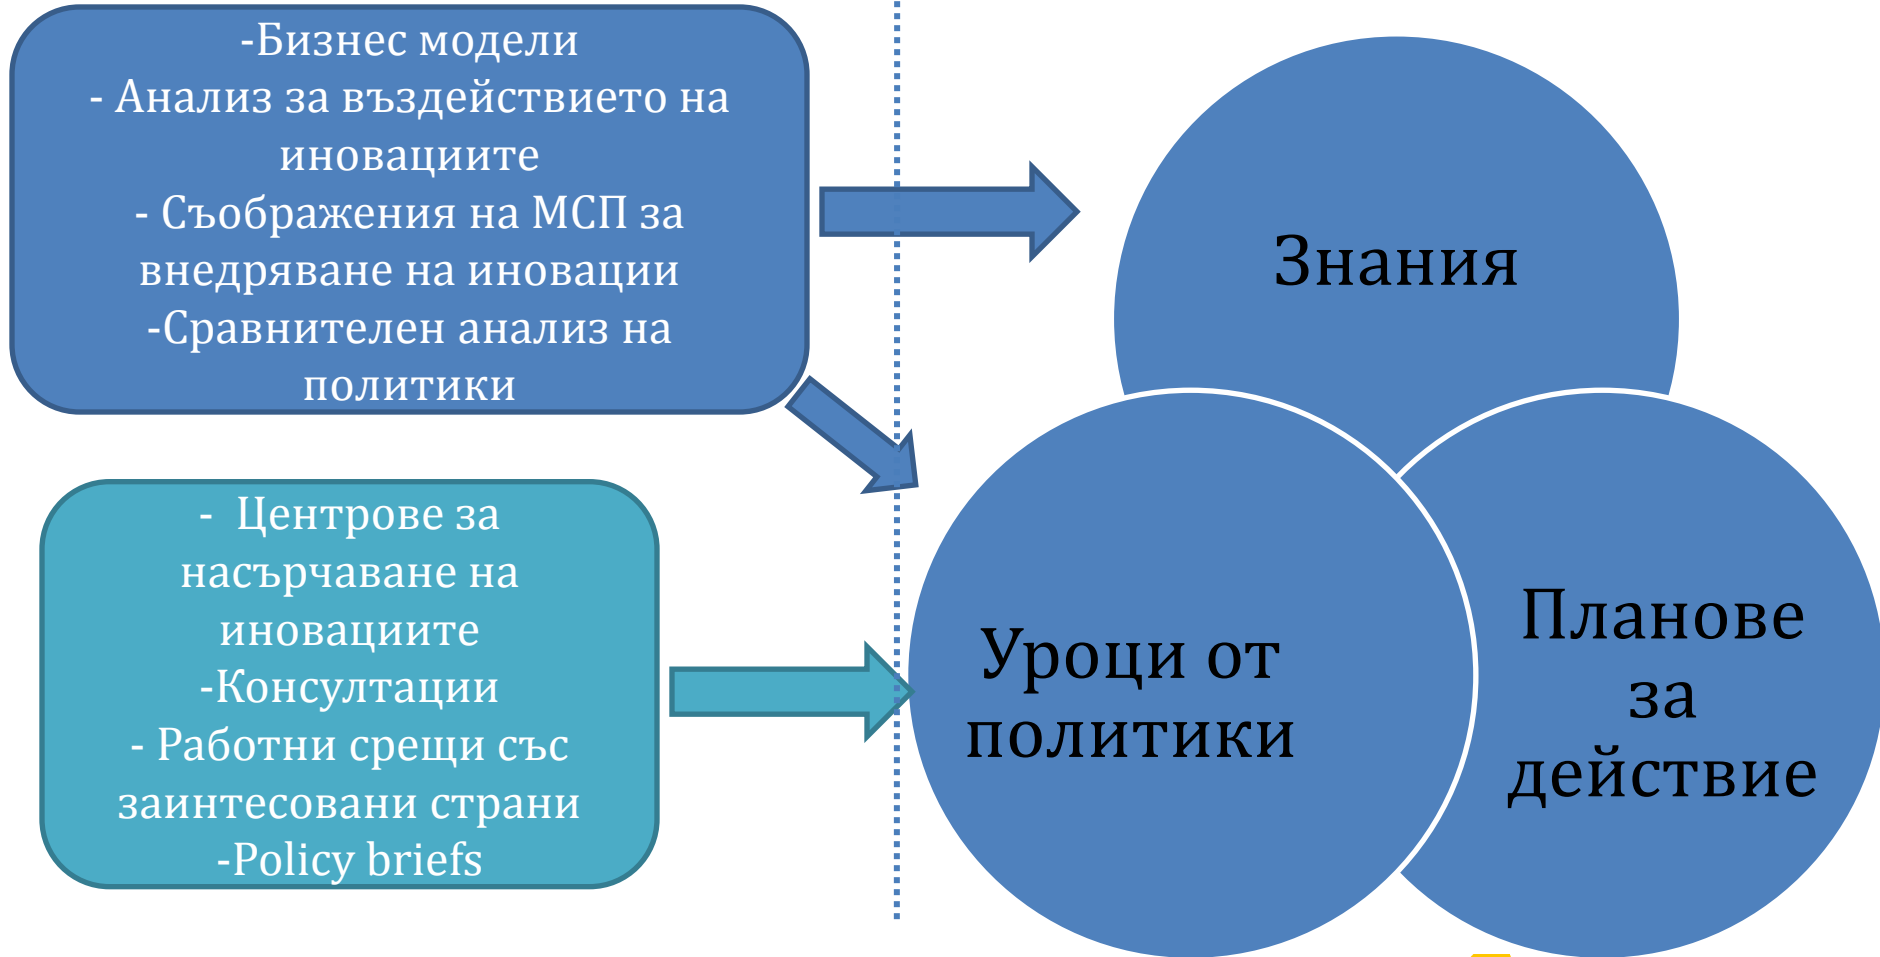 -Бизнес модели
- Анализ за въздействието на
иновациите
- Съображения на МСП за
внедряване на иновации
-Сравнителен анализ на
политики
- Центрове за
насърчаване на
иновациите
-Консултации
- Работни срещи със
заинтесовани страни
-Policy briefs
Знания
Уроци от
политики
Планове
за
действие